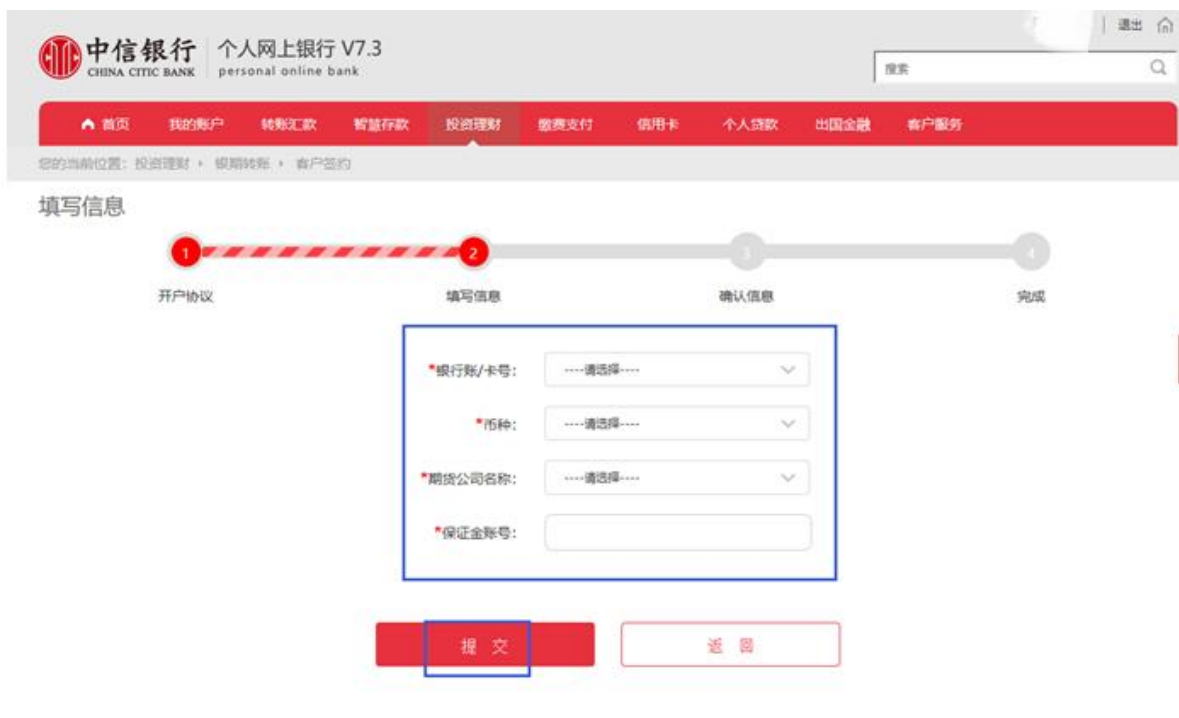 退出
中信银行 个人网上银行 V7.3
CHINA CITIC BANK personal online bank
搜索
首页 我的账户 转账汇款 智慧存款 投资理财 缴费支付 信用卡 个人贷款 出国金融 客户服务
您的当前位置：投资理财 › 银期转账 › 客户签约
填写信息
1 2 3 4
开户协议 填写信息 确认信息 完成
*银行账/卡号： ----请选择----
*币种： ----请选择----
*期货公司名称： ----请选择----
*保证金账号：
提 交 返 回